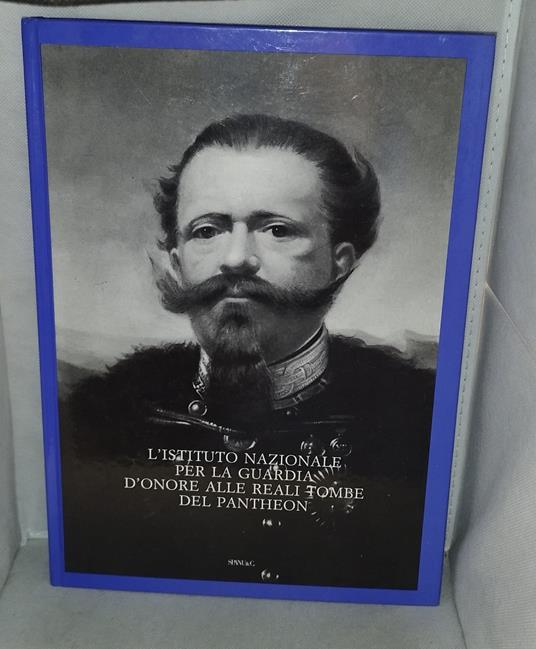 L'ISTITUTO NAZIONALE
PER LA GUARDIA
D'ONORE ALLE REALI TOMBE
DEL PANTHEON